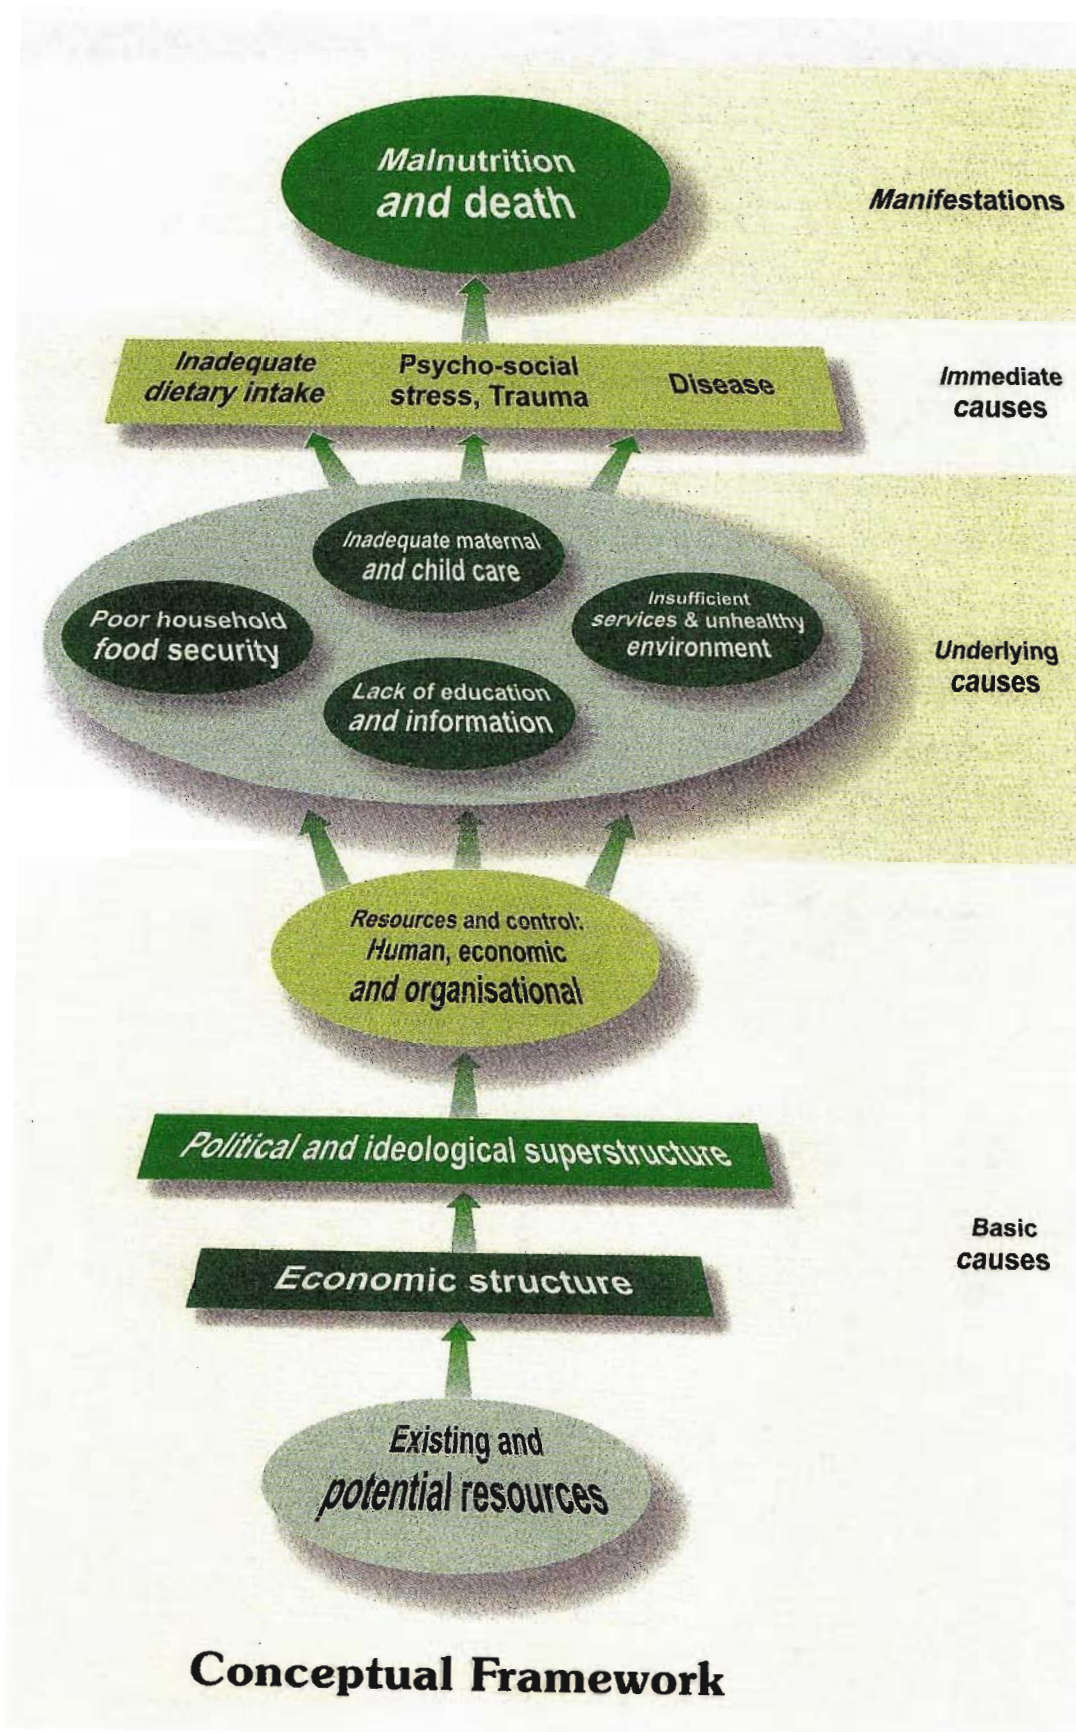 Malnutrition
and death
Manifestations
Inadequate
dietary intake
Psycho-social
stress, Trauma
Disease
Immediate
causes
Inadequate maternal
and child care
Poor household
food security
Insufficient
services & unhealthy
environment
Lack of education
and information
Underlying
causes
Resources and control:
Human, economic
and organisational
Political and ideological superstructure
Economic structure
Basic
causes
Existing and
potential resources
Conceptual Framework